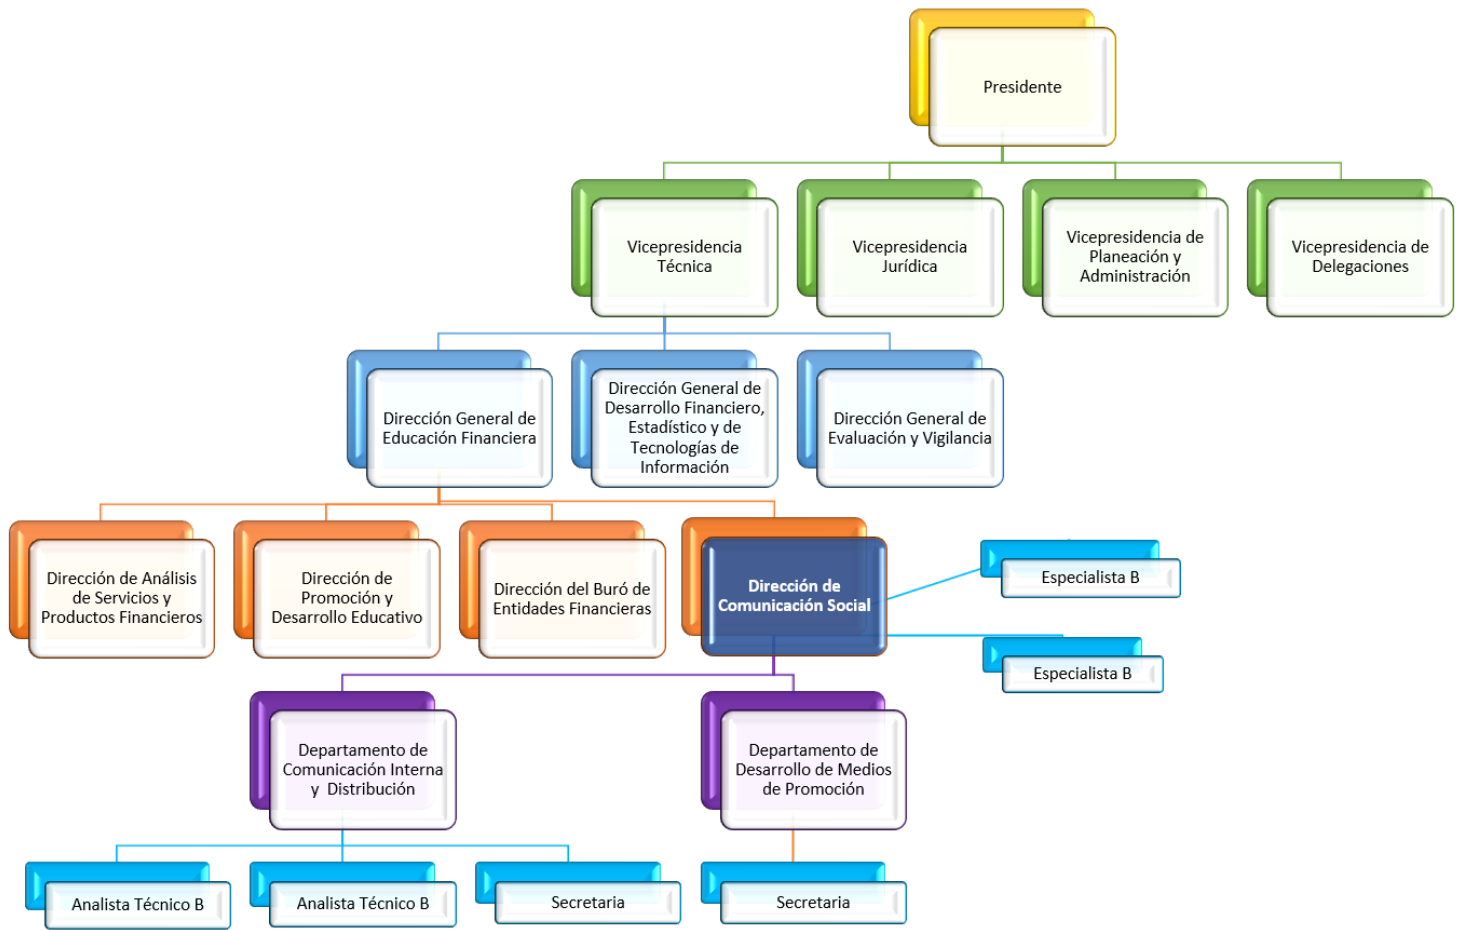 Presidente
Vicepresidencia
Técnica
Vicepresidencia
Jurídica
Vicepresidencia de
Planeación y
Administración
Vicepresidencia de
Delegaciones
Dirección General de
Educación Financiera
Dirección General de
Desarrollo Financiero,
Estadístico y de
Tecnologías de
Información
Dirección General de
Evaluación y Vigilancia
Dirección de Análisis
de Servicios y
Productos Financieros
Dirección de
Promoción y
Desarrollo Educativo
Dirección del Buró de
Entidades Financieras
Dirección de
Comunicación Social
Especialista B
Especialista B
Departamento de
Comunicación Interna
y Distribución
Departamento de
Desarrollo de Medios
de Promoción
Analista Técnico B
Analista Técnico B
Secretaria
Secretaria